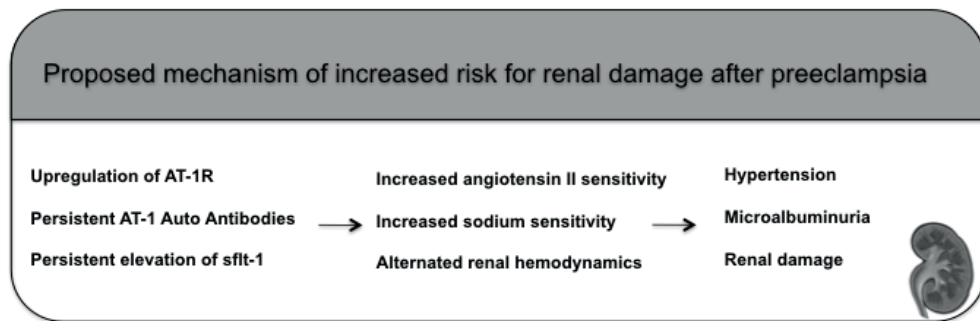 Proposed mechanism of increased risk for renal damage after preeclampsia
Upregulation of AT-1R
Persistent AT-1 Auto Antibodies
Persistent elevation of sflt-1
Increased angiotensin II sensitivity
Increased sodium sensitivity
Alternated renal hemodynamics
Hypertension
Microalbuminuria
Renal damage